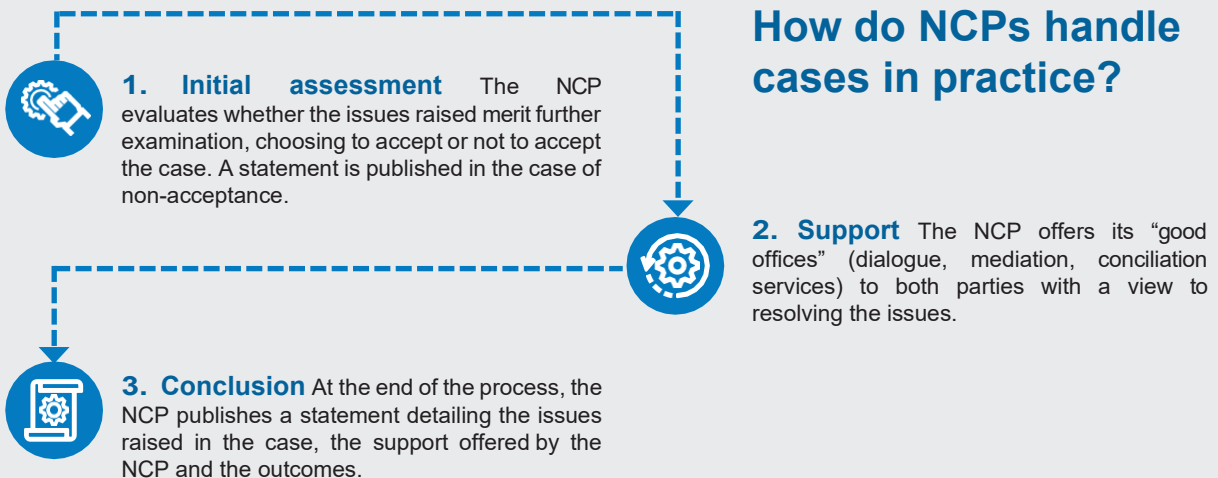 How do NCPs handle
cases in practice?
1. Initial assessment The NCP
evaluates whether the issues raised merit further
examination, choosing to accept or not to accept
the case. A statement is published in the case of
non-acceptance.
2. Support The NCP offers its “good
offices” (dialogue, mediation, conciliation
services) to both parties with a view to
resolving the issues.
3. Conclusion At the end of the process, the
NCP publishes a statement detailing the issues
raised in the case, the support offered by the
NCP and the outcomes.